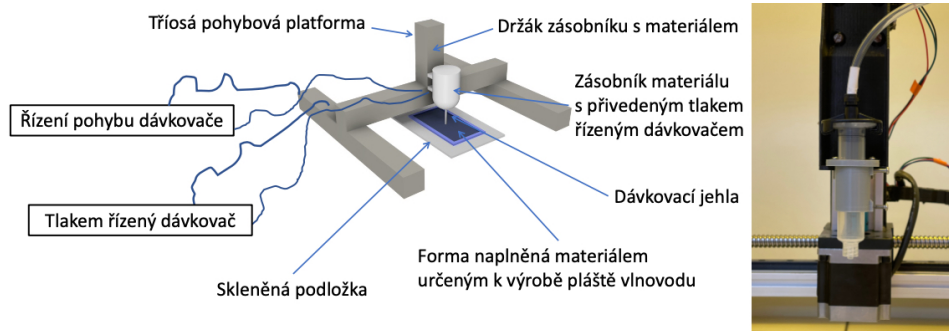 Tříosá pohybová platforma
Držák zásobníku s materiálem
Zásobník materiálu
s přivedeným tlakem
řízeným dávkovačem
Řízení pohybu dávkovače
Dávkovací jehla
Tlakem řízený dávkovač
Forma naplněná materiálem
určeným k výrobě pláště vlnovodu
Skleněná podložka